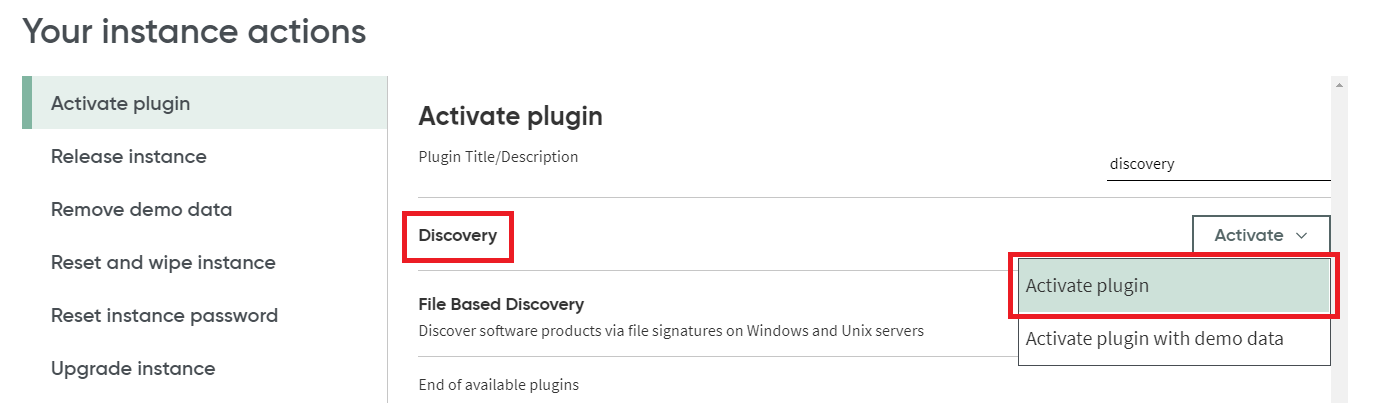 Your instance actions
Activate plugin
Release instance
Remove demo data
Reset and wipe instance
Reset instance password
Upgrade instance
Activate plugin
Plugin Title/Description
discovery
Discovery
Activate
Activate plugin
Activate plugin with demo data
File Based Discovery
Discover software products via file signatures on Windows and Unix servers
End of available plugins